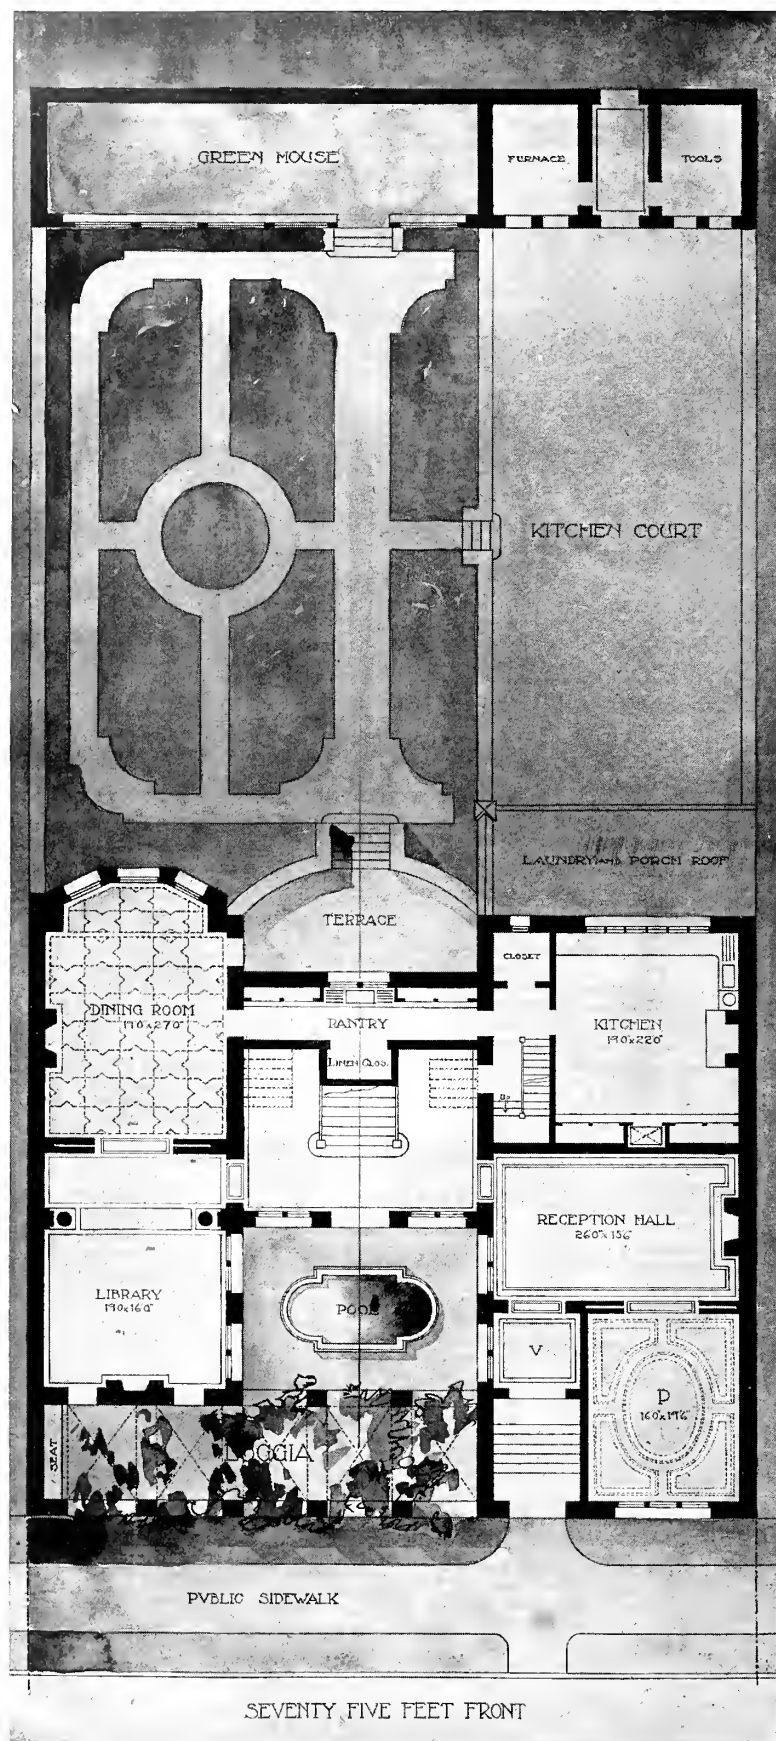 GREEN HOUSE
FURNACE
TOOLS
KITCHEN COURT
LAUNDRY AND PORCH ROOF
TERRACE
CLOSET
DINING ROOM
17'0"x27'0"
PANTRY
KITCHEN
19'0"x22'0"
LINEN CLOS.
UP
RECEPTION HALL
26'0"x15'6"
LIBRARY
19'0"x16'0"
POOL
V
P
16'0"x19'6"
LOGGIA
SEAT
PVBLIC SIDEWALK
SEVENTY FIVE FEET FRONT